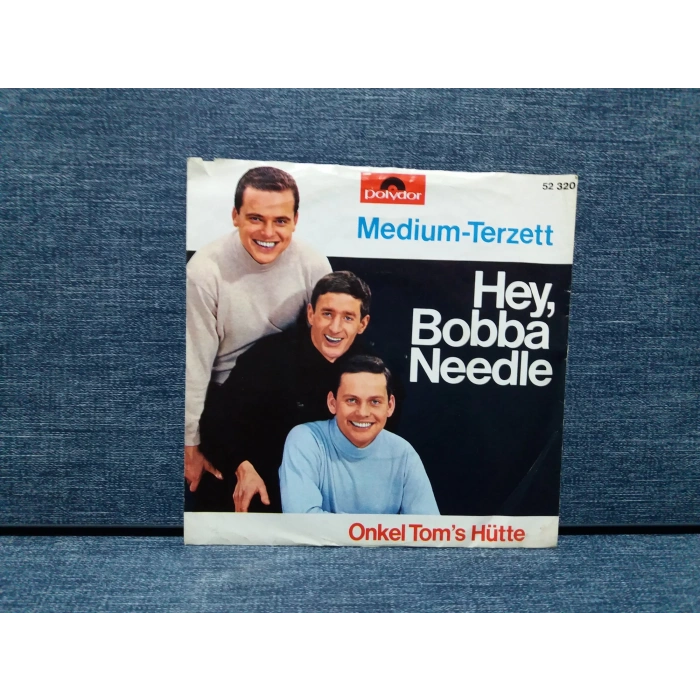 polydor
52 320
Medium-Terzett
Hey,
Bobba
Needle
Onkel Tom's Hütte